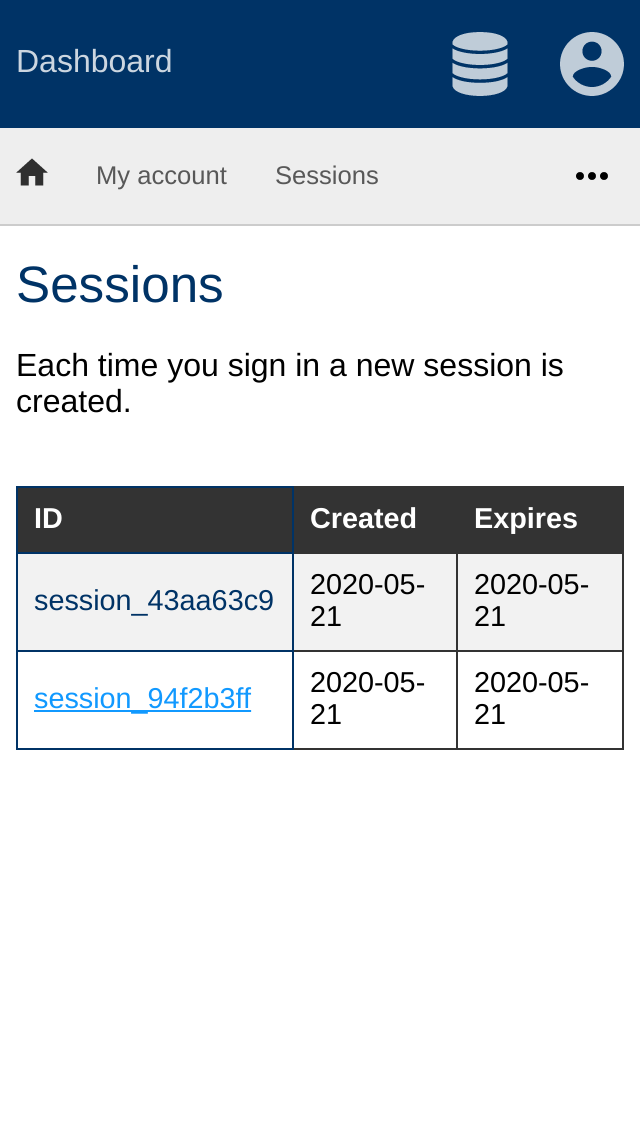 Dashboard
My account Sessions
Sessions
Each time you sign in a new session is
created.
ID Created Expires
session_43aa63c9 2020-05-21 2020-05-21
session_94f2b3ff 2020-05-21 2020-05-21